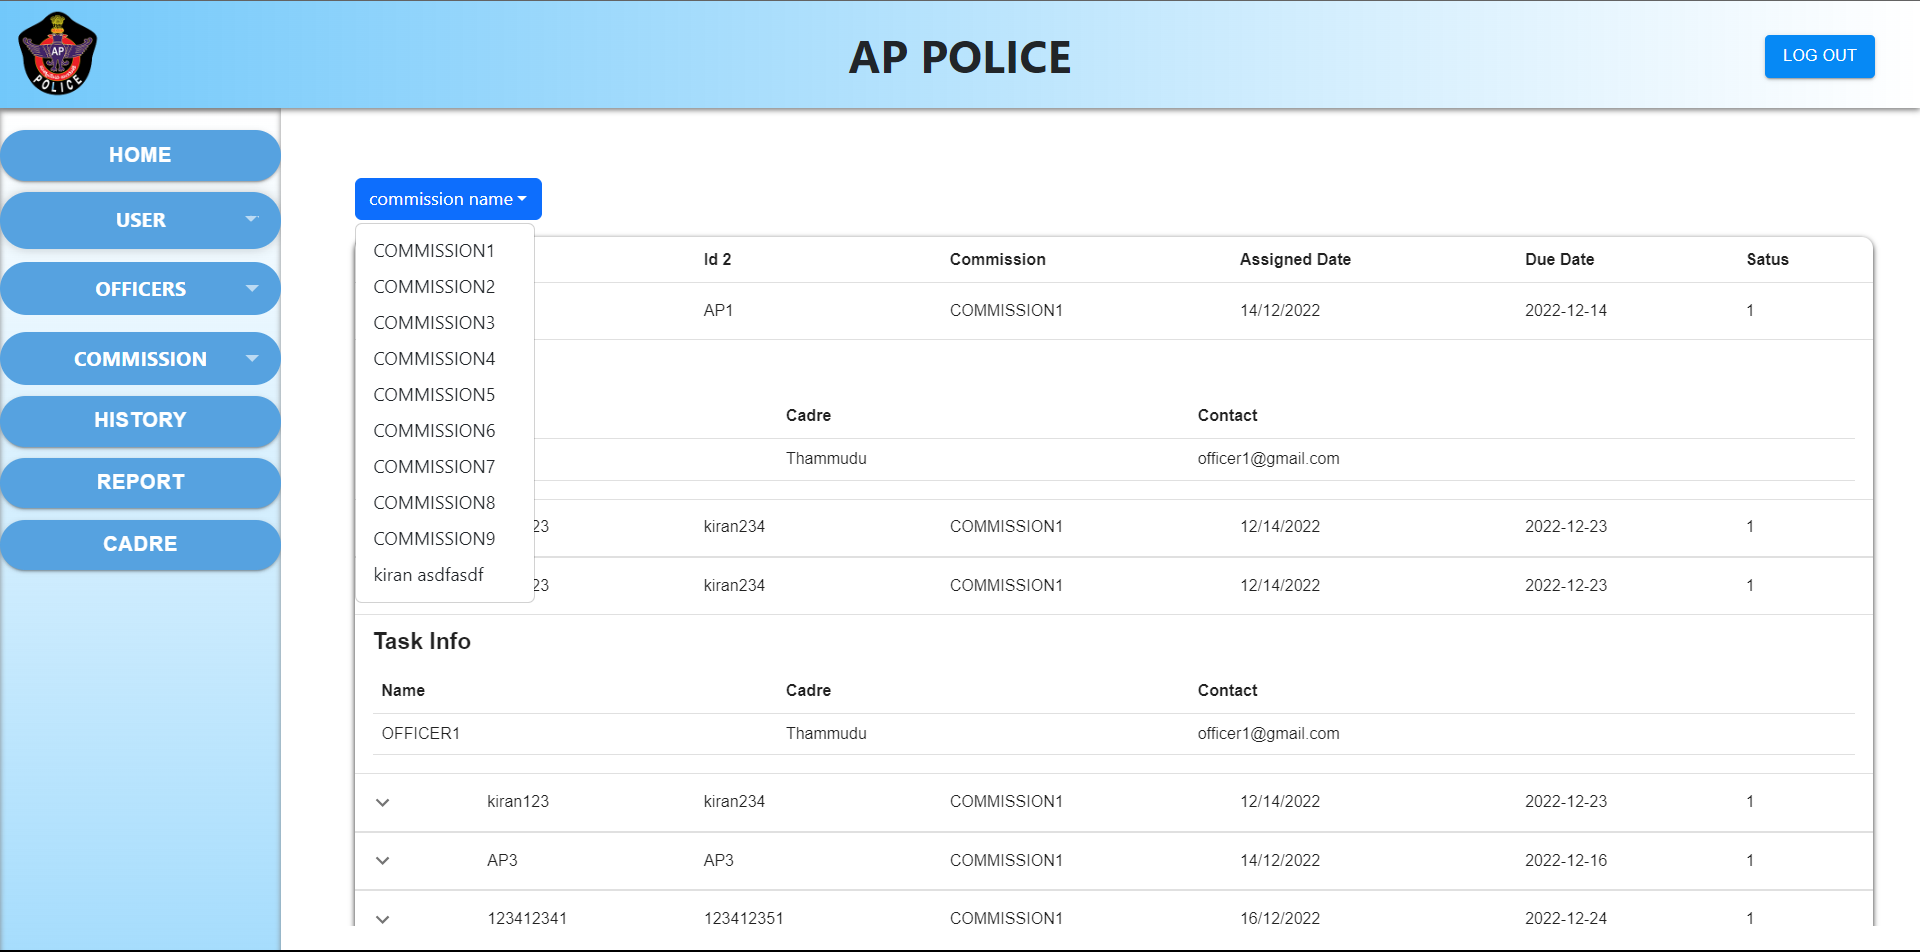 AP
POLICE
AP POLICE
LOG OUT
HOME
USER
OFFICERS
COMMISSION
HISTORY
REPORT
CADRE
commission name
COMMISSION1
COMMISSION2
COMMISSION3
COMMISSION4
COMMISSION5
COMMISSION6
COMMISSION7
COMMISSION8
COMMISSION9
kiran asdfasdf
Id 2 Commission Assigned Date Due Date Satus
AP1 COMMISSION1 14/12/2022 2022-12-14 1
Cadre Contact
Thammudu officer1@gmail.com
23 kiran234 COMMISSION1 12/14/2022 2022-12-23 1
23 kiran234 COMMISSION1 12/14/2022 2022-12-23 1
Task Info
Name Cadre Contact
OFFICER1 Thammudu officer1@gmail.com
kiran123 kiran234 COMMISSION1 12/14/2022 2022-12-23 1
AP3 AP3 COMMISSION1 14/12/2022 2022-12-16 1
123412341 123412351 COMMISSION1 16/12/2022 2022-12-24 1